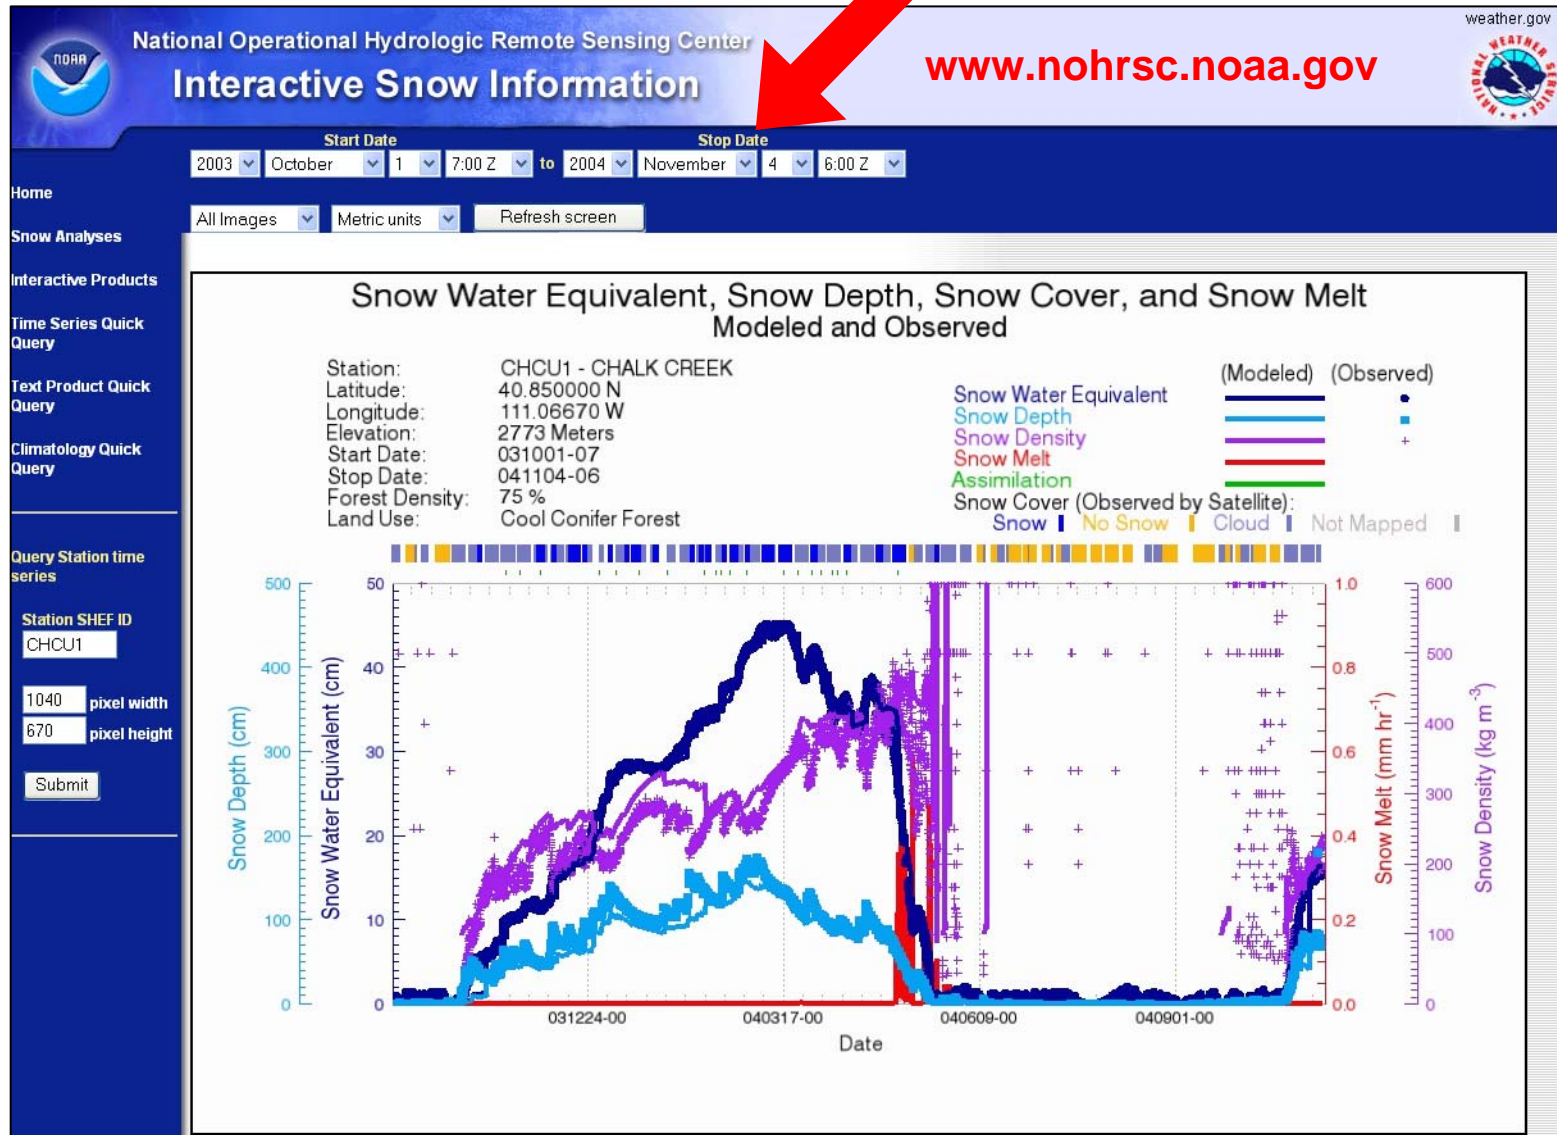 weather.gov
NOAA
National Operational Hydrologic Remote Sensing Center
Interactive Snow Information
www.nohrsc.noaa.gov
NATIONAL WEATHER SERVICE
Start Date
Stop Date
2003 October 1 7:00 Z to 2004 November 4 6:00 Z
All Images Metric units Refresh screen
Home
Snow Analyses
Interactive Products
Time Series Quick
Query
Text Product Quick
Query
Climatology Quick
Query
Query Station time
series
Station SHEF ID
CHCU1
1040 pixel width
670 pixel height
Submit
Snow Water Equivalent, Snow Depth, Snow Cover, and Snow Melt
Modeled and Observed
Station: CHCU1 - CHALK CREEK
Latitude: 40.850000 N
Longitude: 111.06670 W
Elevation: 2773 Meters
Start Date: 031001-07
Stop Date: 041104-06
Forest Density: 75 %
Land Use: Cool Conifer Forest
(Modeled) (Observed)
Snow Water Equivalent
Snow Depth
Snow Density
Snow Melt
Assimilation
Snow Cover (Observed by Satellite):
Snow No Snow Cloud Not Mapped
Snow Depth (cm)
500
400
300
200
100
0
Snow Water Equivalent (cm)
50
40
30
20
10
0
1.0
0.8
0.6
0.4
0.2
0.0
Snow Melt (mm hr-1)
600
500
400
300
200
100
0
Snow Density (kg m-3)
031224-00 040317-00 040609-00 040901-00
Date